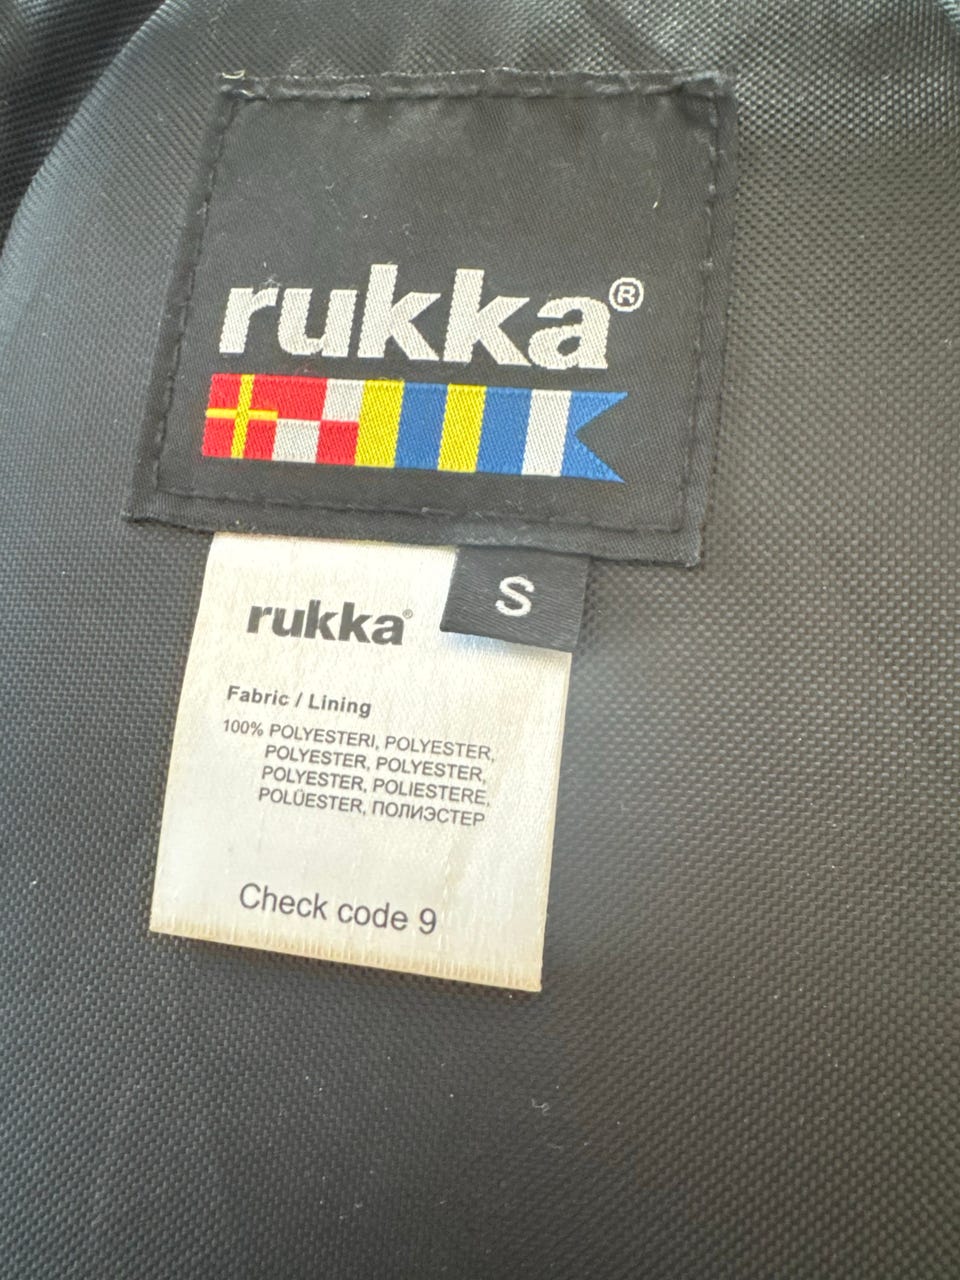 rukka®
S
rukka®
Fabric / Lining
100% POLYESTERI, POLYESTER,
POLYESTER, POLYESTER,
POLYESTER, POLIESTERE,
POLÜESTER, ПОЛИЭСТЕР
Check code 9